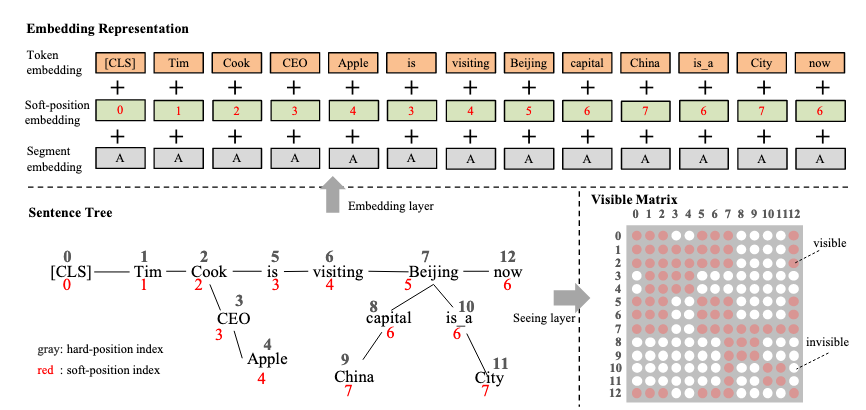 Embedding Representation
Token embedding [CLS] Tim Cook CEO Apple is visiting Beijing capital China is_a City now
+ + + + + + + + + + + + +
Soft-position embedding 0 1 2 3 4 3 4 5 6 7 6 7 6
+ + + + + + + + + + + + +
Segment embedding A A A A A A A A A A A A A
Embedding layer
Sentence Tree
0 1 2 5 6 7 12
[CLS] Tim Cook is visiting Beijing now
0 1 2 3 4 5 6
3 8 10
CEO capital is_a
3 6 6
4 9 11
Apple China City
4 7 7
gray: hard-position index
red : soft-position index
Seeing layer
Visible Matrix
0 1 2 3 4 5 6 7 8 9 10 11 12
0
1
2
3
4
5
6
7
8
9
10
11
12
visible
invisible